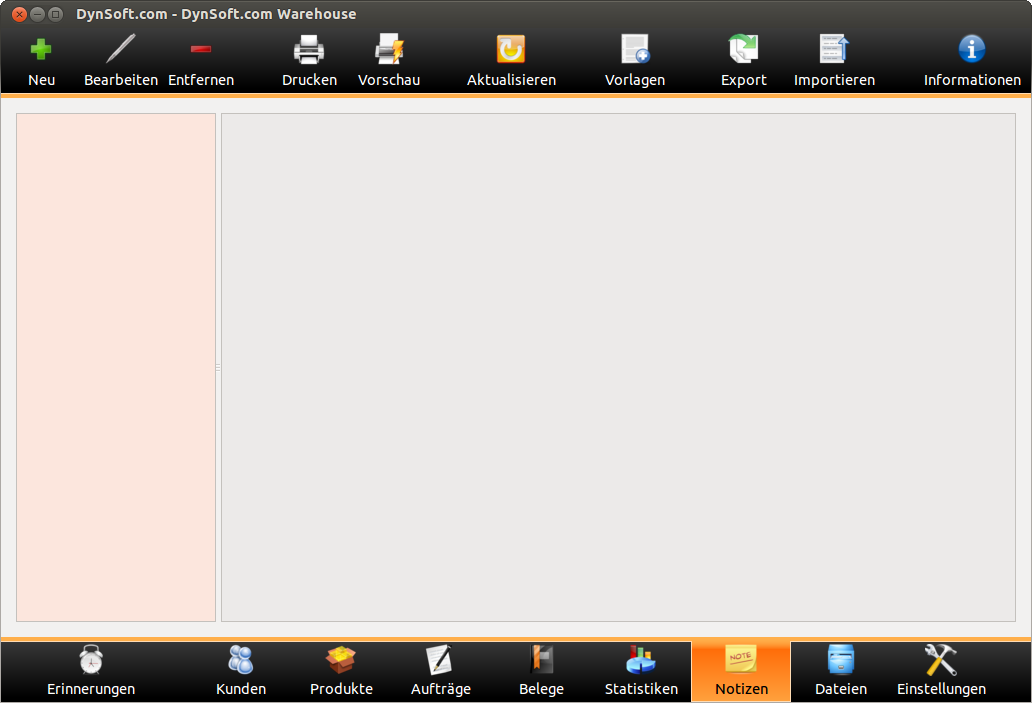 DynSoft.com - DynSoft.com Warehouse
Neu Bearbeiten Entfernen Drucken Vorschau Aktualisieren Vorlagen Export Importieren Informationen
NOTE
Erinnerungen Kunden Produkte Aufträge Belege Statistiken Notizen Dateien Einstellungen